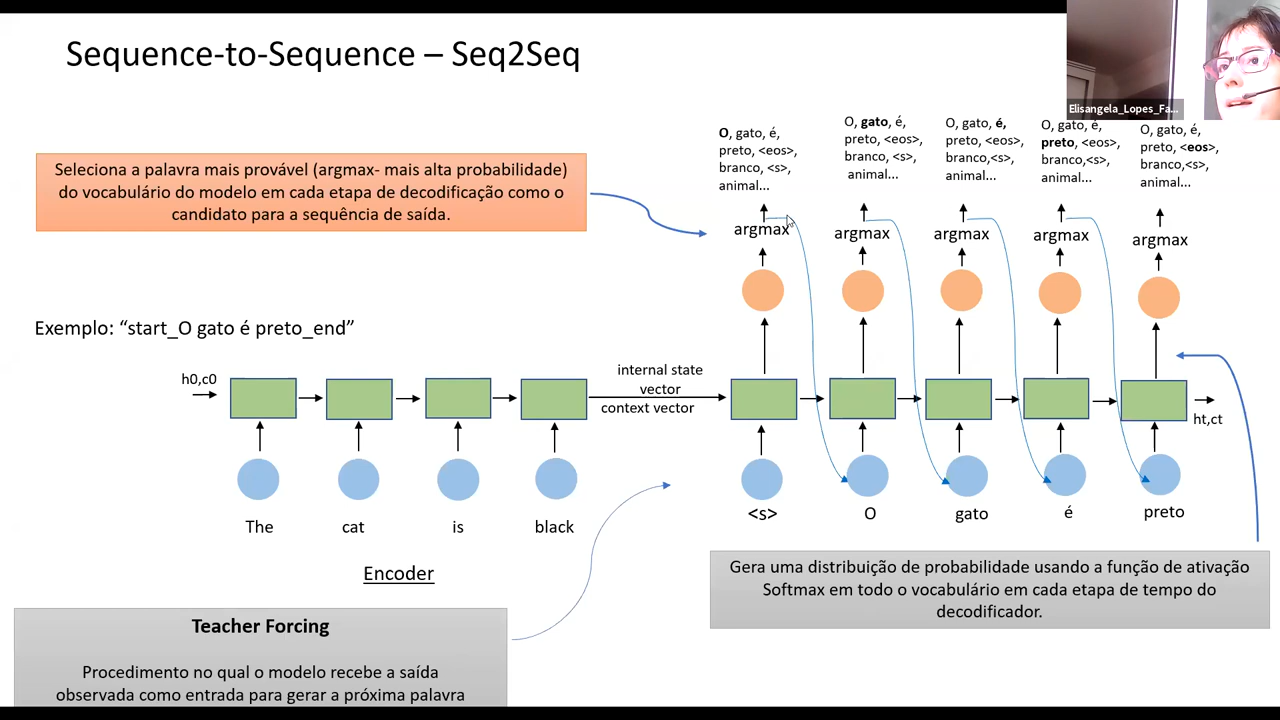 Sequence-to-Sequence – Seq2Seq
Elisangela_Lopes_Fa...
Seleciona a palavra mais provável (argmax- mais alta probabilidade)
do vocabulário do modelo em cada etapa de decodificação como o
candidato para a sequência de saída.
O, gato, é,
preto, <eos>,
branco, <s>,
animal...
O, gato, é,
preto, <eos>,
branco, <s>,
animal...
O, gato, é,
preto, <eos>,
branco,<s>,
animal...
O, gato, é,
preto, <eos>,
branco,<s>,
animal...
O, gato, é,
preto, <eos>,
branco,<s>,
animal...
argmax
argmax
argmax
argmax
argmax
Exemplo: “start_O gato é preto_end”
h0,c0
internal state
vector
context vector
ht,ct
The
cat
is
black
<s>
O
gato
é
preto
Encoder
Gera uma distribuição de probabilidade usando a função de ativação
Softmax em todo o vocabulário em cada etapa de tempo do
decodificador.
Teacher Forcing
Procedimento no qual o modelo recebe a saída
observada como entrada para gerar a próxima palavra